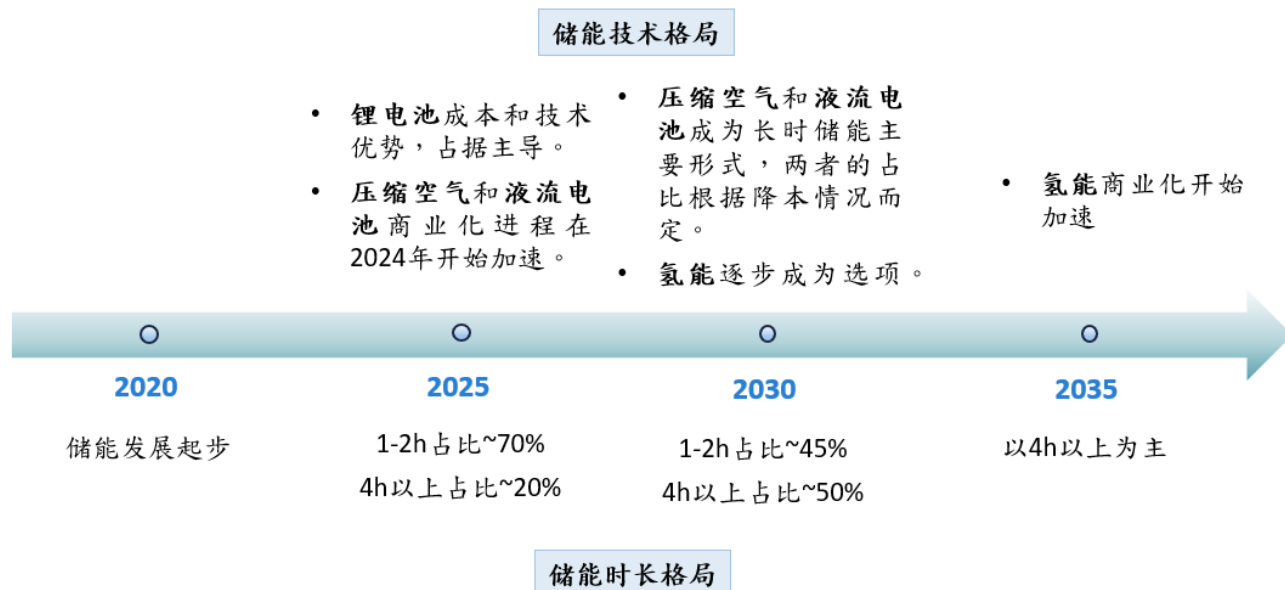 储能技术格局
• 锂电池成本和技术
优势，占据主导。
• 压缩空气和液流电
池商业化进程在
2024年开始加速。
• 压缩空气和液流电
池成为长时储能主
要形式，两者的占
比根据降本情况而
定。
• 氢能逐步成为选项。
• 氢能商业化开始
加速
2020
2025
2030
2035
储能发展起步
1-2h占比~70%
4h以上占比~20%
1-2h占比~45%
4h以上占比~50%
以4h以上为主
储能时长格局